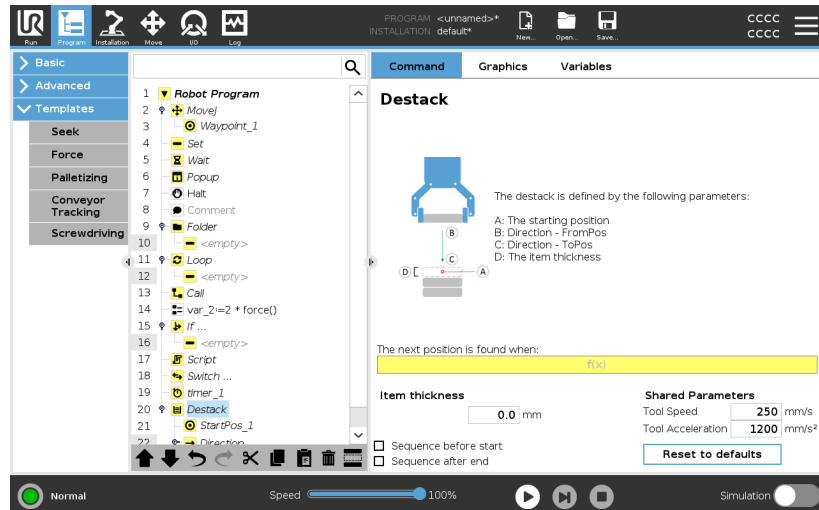 PROGRAM <unnamed>*
INSTALLATION default*
Run Program Installation Move I/O Log New... Open... Save...
CCCC
CCCC
Basic
Advanced
Templates
Seek
Force
Palletizing
Conveyor
Tracking
Screwdriving
1 Robot Program
2 MoveJ
3 Waypoint_1
4 Set
5 Wait
6 Popup
7 Halt
8 Comment
9 Folder
10 <empty>
11 Loop
12 <empty>
13 Call
14 var_2:=2 * force()
15 If ...
16 <empty>
17 Script
18 Switch ...
19 timer_1
20 Destack
21 StartPos_1
22 Direction
Command Graphics Variables
Destack
The destack is defined by the following parameters:
A: The starting position
B: Direction - FromPos
C: Direction - ToPos
D: The item thickness
B
C
D
A
The next position is found when:
f(x)
Item thickness
0.0 mm
Shared Parameters
Tool Speed 250 mm/s
Tool Acceleration 1200 mm/s²
Sequence before start
Sequence after end
Reset to defaults
Normal
Speed 100%
Simulation